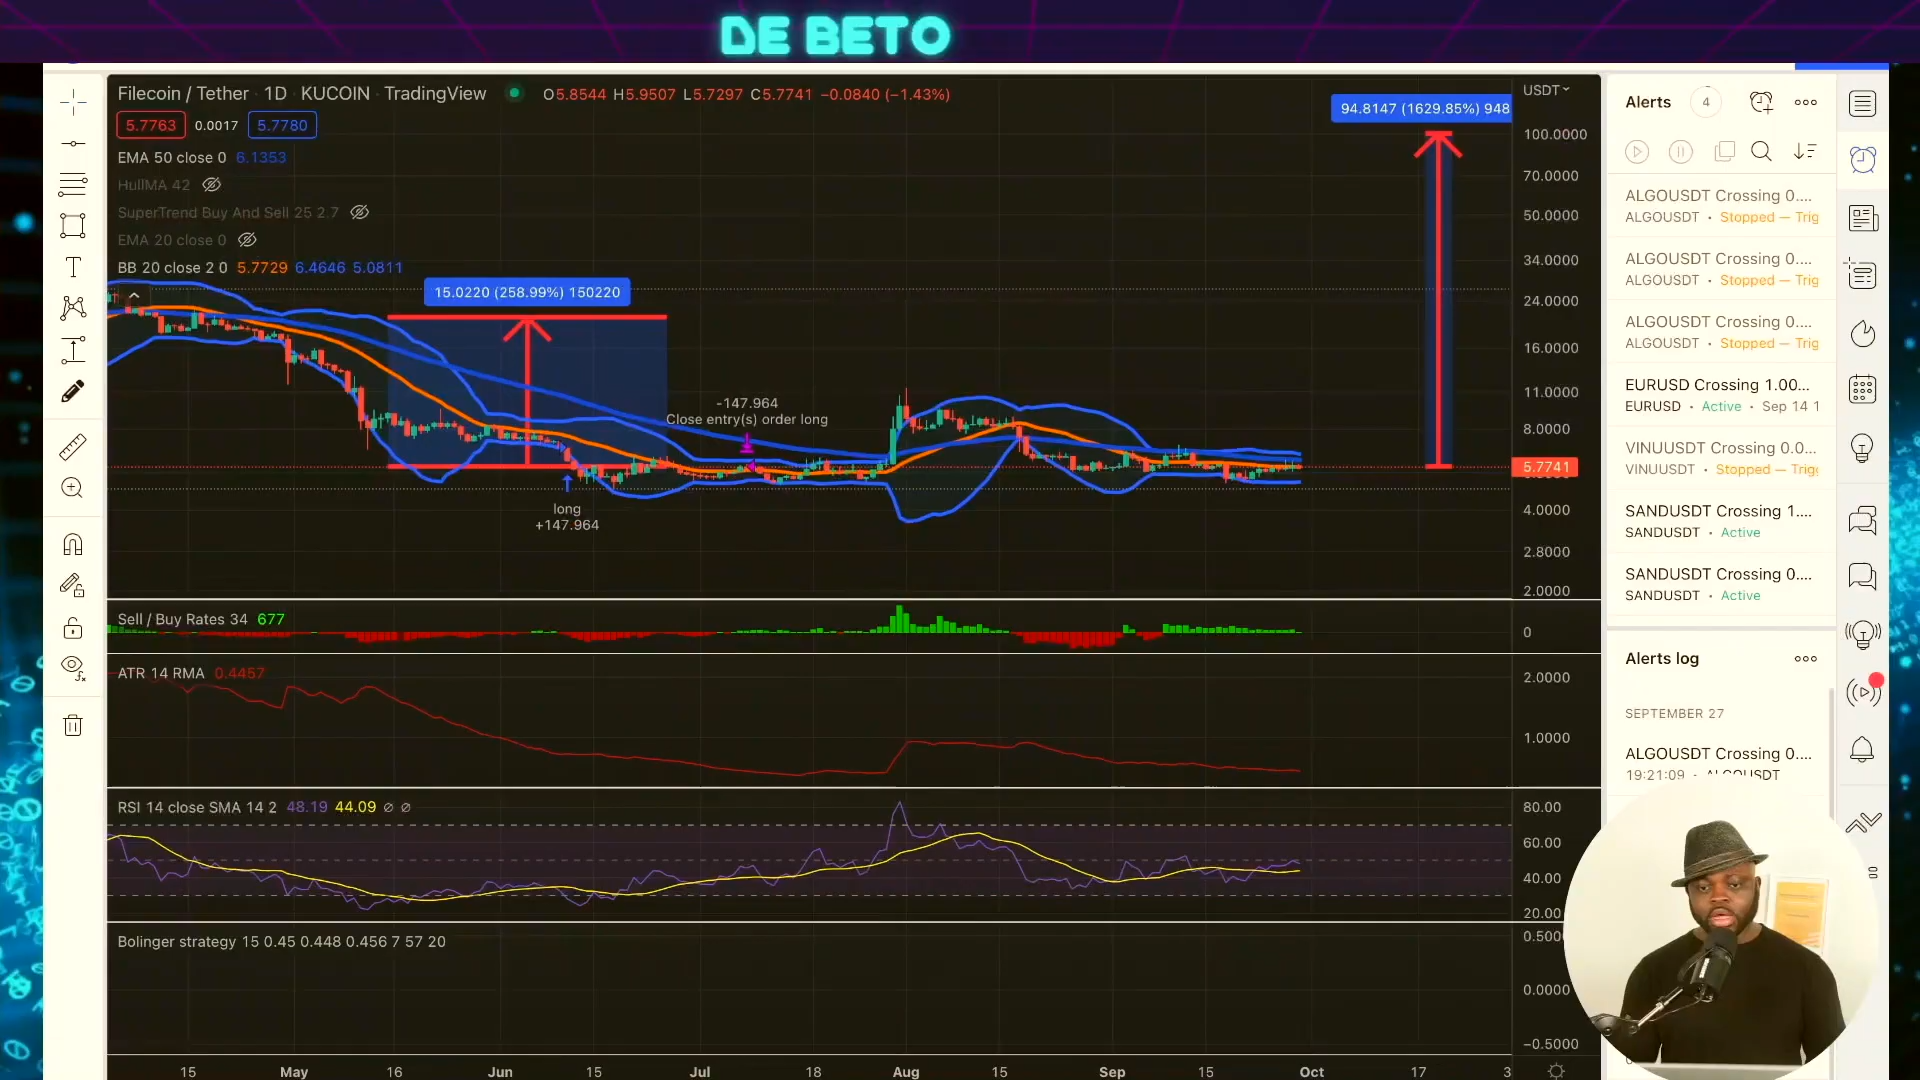 DE BETO
Filecoin / Tether · 1D · KUCOIN · TradingView
O5.8544 H5.9507 L5.7297 C5.7741 −0.0840 (−1.43%)
5.7763 0.0017 5.7780
EMA 50 close 0 6.1353
HullMA 42
SuperTrend Buy And Sell 25 2.7
EMA 20 close 0
BB 20 close 2 0 5.7729 6.4646 5.0811
15.0220 (258.99%) 150220
-147.964
Close entry(s) order long
long
+147.964
94.8147 (1629.85%) 948
USDT
100.0000
70.0000
50.0000
34.0000
24.0000
16.0000
11.0000
8.0000
5.7741
4.0000
2.8000
2.0000
Sell / Buy Rates 34 677
0
ATR 14 RMA 0.4457
2.0000
1.0000
RSI 14 close SMA 14 2 48.19 44.09 ∅ ∅
80.00
60.00
40.00
20.00
Bolinger strategy 15 0.45 0.448 0.456 7 57 20
0.500
0.0000
−0.5000
15 May 16 Jun 15 Jul 18 Aug 15 Sep 15 Oct 17 3
Alerts 4
ALGOUSDT Crossing 0....
ALGOUSDT • Stopped — Trig
ALGOUSDT Crossing 0....
ALGOUSDT • Stopped — Trig
ALGOUSDT Crossing 0....
ALGOUSDT • Stopped — Trig
EURUSD Crossing 1.00...
EURUSD • Active • Sep 14 1
VINUUSDT Crossing 0.0...
VINUUSDT • Stopped — Trig
SANDUSDT Crossing 1....
SANDUSDT • Active
SANDUSDT Crossing 0....
SANDUSDT • Active
Alerts log
SEPTEMBER 27
ALGOUSDT Crossing 0....
19:21:09 •